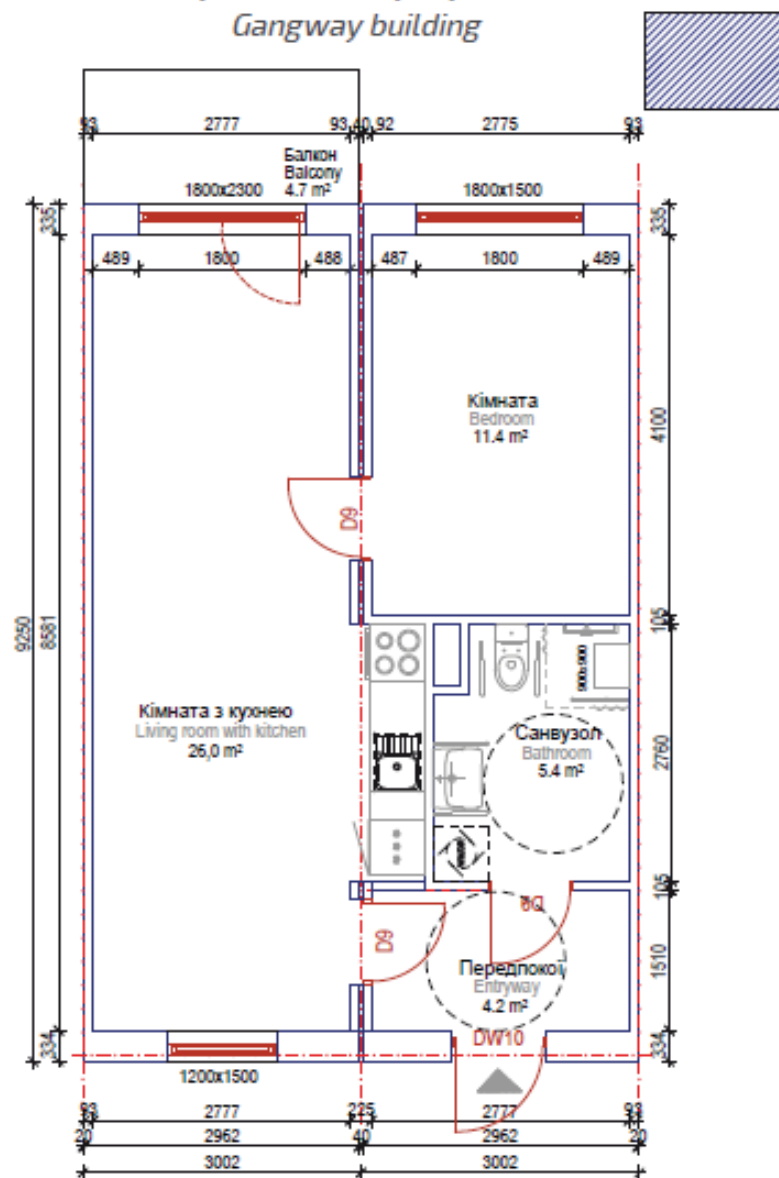 Gangway building
93 2777 93 40 92 2775 93
Балкон
Balcony
4.7 m²
1800x2300
1800x1500
335
335
489 1800 488 487 1800 489
Кімната
Bedroom
11.4 m²
4100
D9
9250
8581
105
900x900
Кімната з кухнею
Living room with kitchen
26,0 m²
Санвузол
Bathroom
5.4 m²
2760
105
D9
D9
Передпокої
Entryway
4.2 m²
1510
DW10
334
334
1200x1500
93 2777 225 2777 93
20 2962 40 2962 20
3002 3002